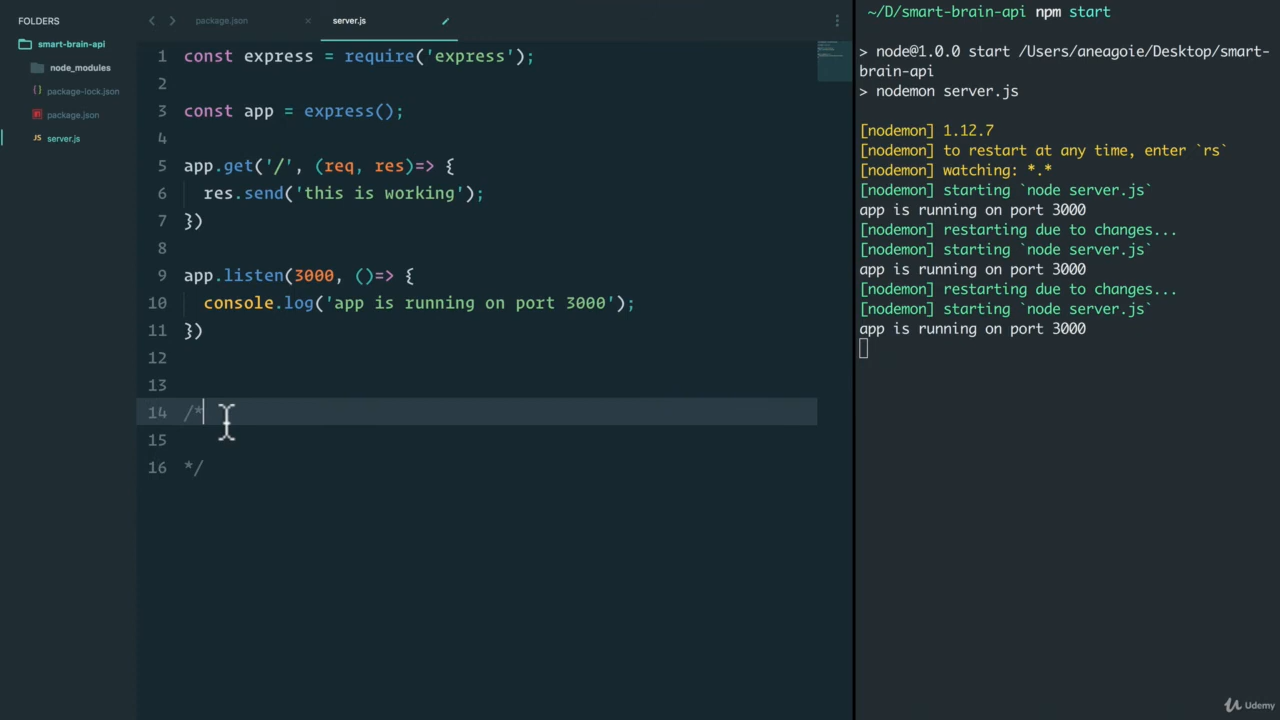 FOLDERS
smart-brain-api
node_modules
package-lock.json
package.json
JS server.js
package.json ×
server.js
1 const express = require('express');
2
3 const app = express();
4
5 app.get('/', (req, res)=> {
6 res.send('this is working');
7 })
8
9 app.listen(3000, ()=> {
10 console.log('app is running on port 3000');
11 })
12
13
14 /*
15
16 */
~/D/smart-brain-api npm start
> node@1.0.0 start /Users/aneagoie/Desktop/smart-
brain-api
> nodemon server.js
[nodemon] 1.12.7
[nodemon] to restart at any time, enter `rs`
[nodemon] watching: *.*
[nodemon] starting `node server.js`
app is running on port 3000
[nodemon] restarting due to changes...
[nodemon] starting `node server.js`
app is running on port 3000
[nodemon] restarting due to changes...
[nodemon] starting `node server.js`
app is running on port 3000
Udemy